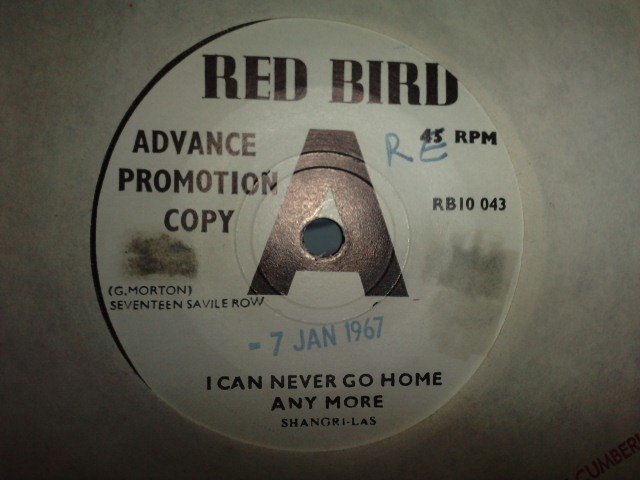 RED BIRD
ADVANCE
PROMOTION
COPY
A
RE
45 RPM
RB10 043
(G. MORTON)
SEVENTEEN SAVILE ROW
- 7 JAN 1967
I CAN NEVER GO HOME
ANY MORE
SHANGRI-LAS